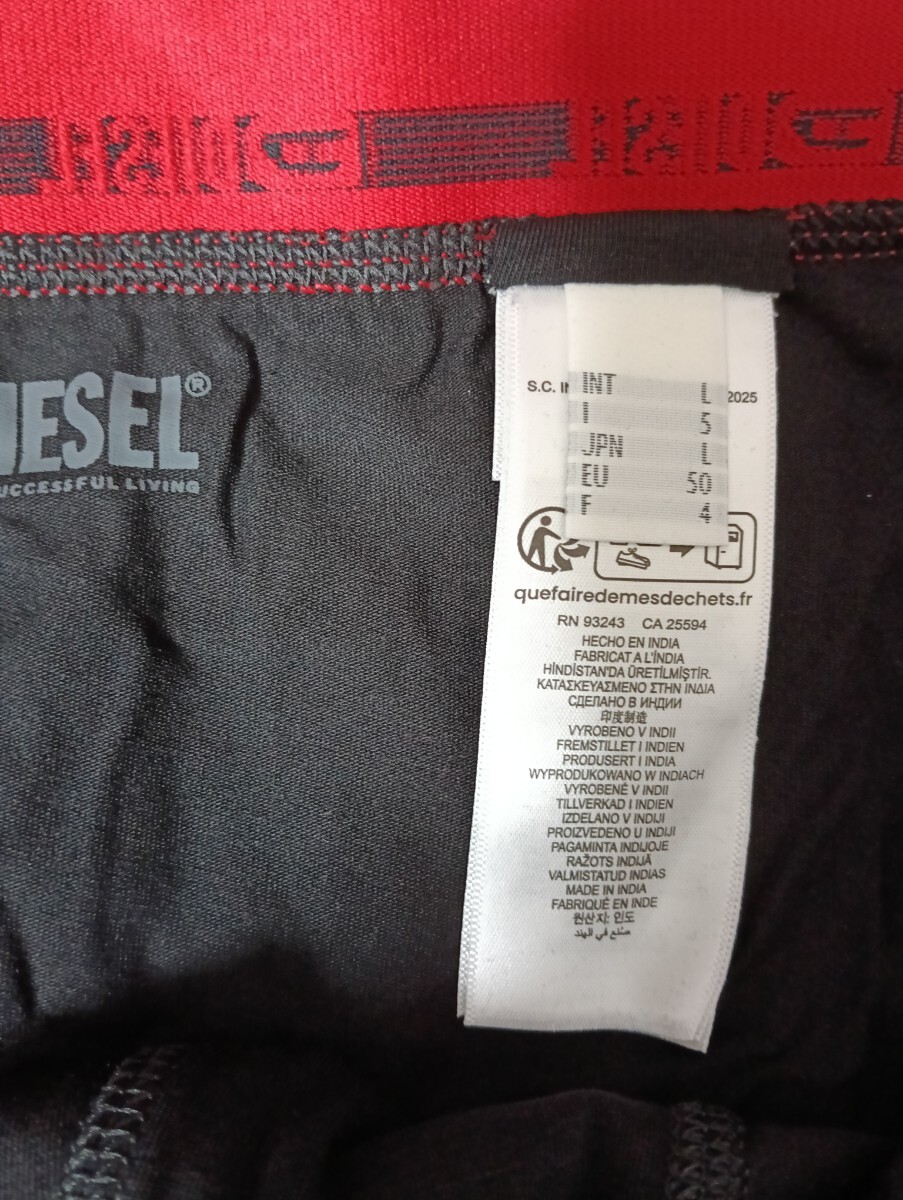 IESEL®
UCCESSFUL LIVING
INT L
I 5
JPN L
EU 50
F 4
S.C.
2025
quefairedemesdechets.fr
RN 93243 CA 25594
HECHO EN INDIA
FABRICAT A L'ÍNDIA
HİNDİSTAN'DA ÜRETİLMİŞTİR.
ΚΑΤΑΣΚΕΥΑΣΜΕΝΟ ΣΤΗΝ ΙΝΔΙΑ
СДЕЛАНО В ИНДИИ
印度制造
VYROBENO V INDII
FREMSTILLET I INDIEN
PRODUSERT I INDIA
WYPRODUKOWANO W INDIACH
VYROBENÉ V INDII
TILLVERKAD I INDIEN
IZDELANO V INDIJI
PROIZVEDENO U INDIJI
PAGAMINTA INDIJOJE
RAŽOTS INDIJĀ
VALMISTATUD INDIAS
MADE IN INDIA
FABRIQUÉ EN INDE
원산지: 인도
صنع في الهند